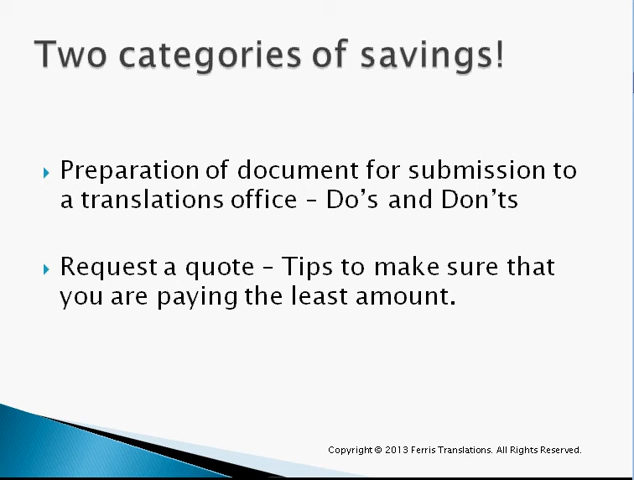 Two categories of savings!
Preparation of document for submission to
a translations office – Do's and Don'ts
Request a quote – Tips to make sure that
you are paying the least amount.
Copyright © 2013 Ferris Translations. All Rights Reserved.